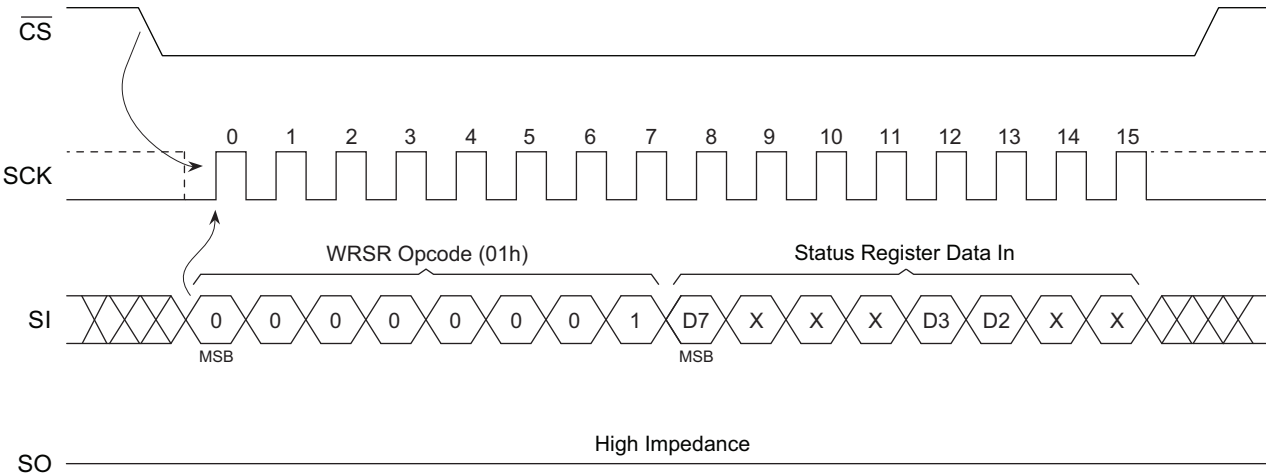 CS
0 1 2 3 4 5 6 7 8 9 10 11 12 13 14 15
SCK
WRSR Opcode (01h) Status Register Data In
SI 0 0 0 0 0 0 0 1 D7 X X X D3 D2 X X
MSB MSB
High Impedance
SO